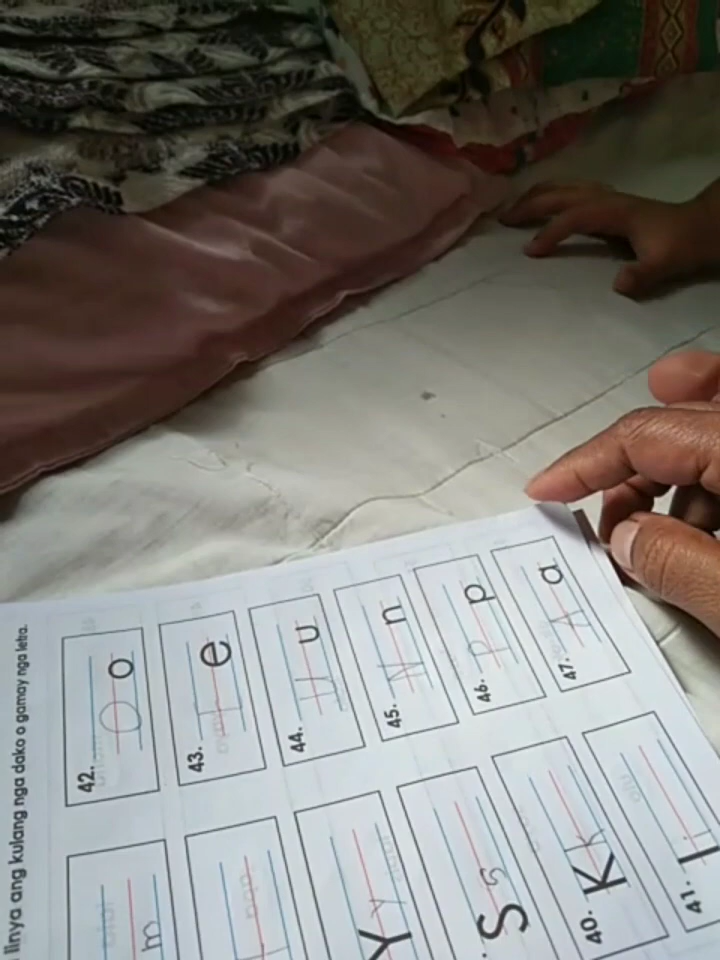 linya ang kulang nga dako o gamay nga letra.
m
Y y
S s
40. K k
41. I i
42. O o
43. E e
44. U u
45. N n
46. P p
47. A a